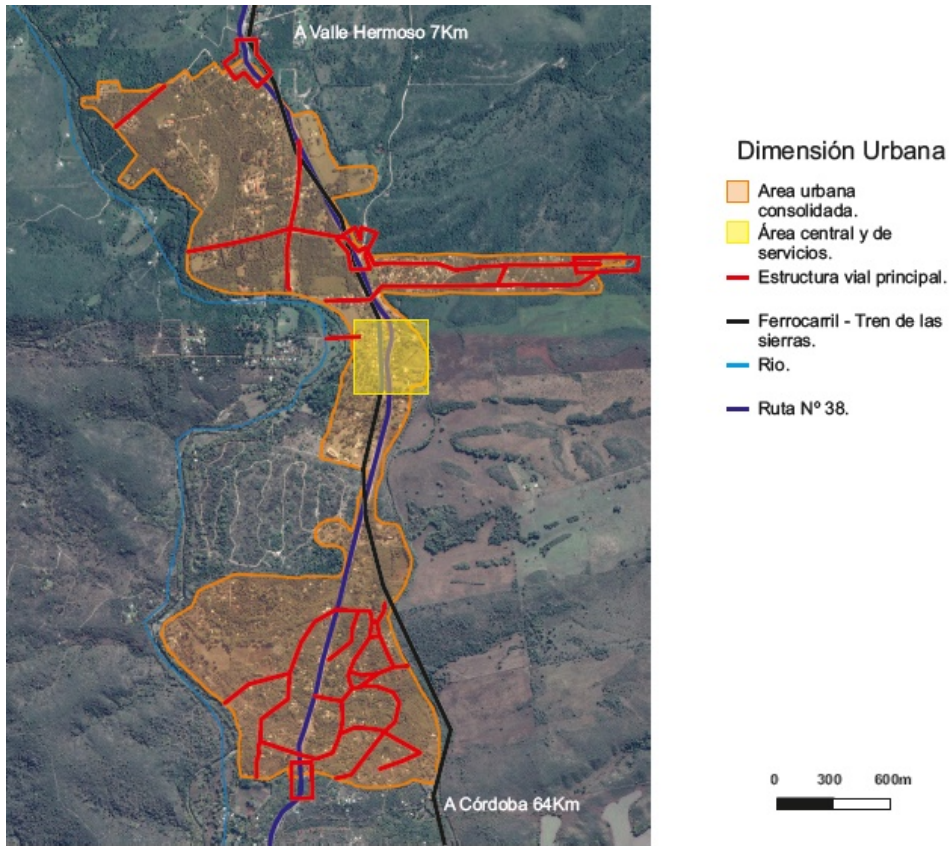 A Valle Hermoso 7Km
Dimensión Urbana
Area urbana
consolidada.
Área central y de
servicios.
Estructura vial principal.
Ferrocarril - Tren de las
sierras.
Rio.
Ruta Nº 38.
0 300 600m
A Córdoba 64Km